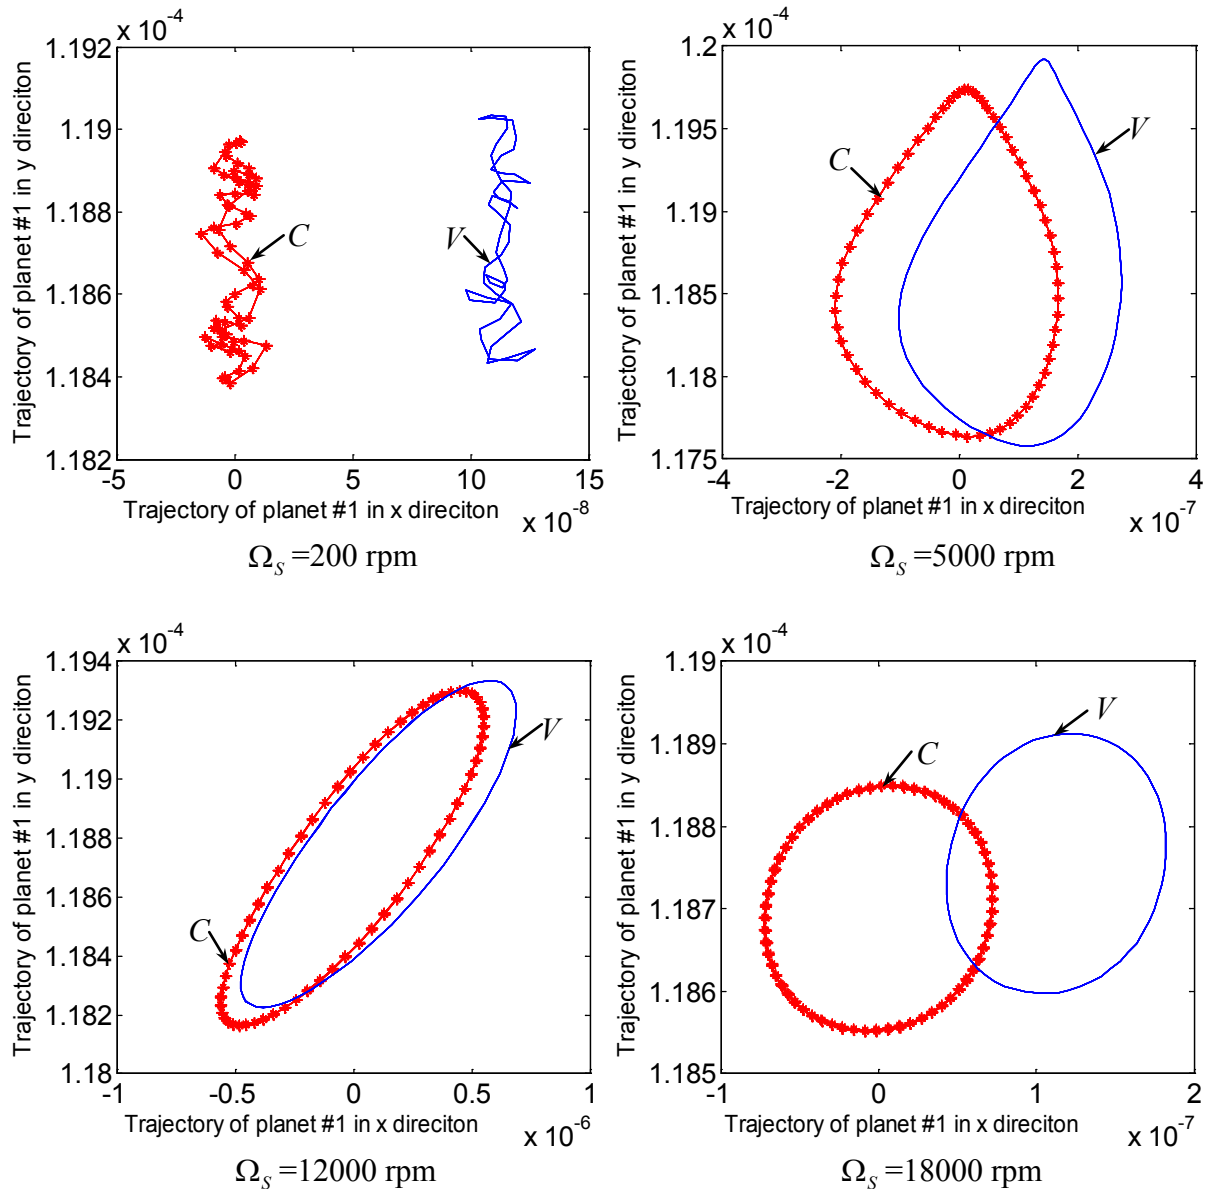 x 10^-4
1.192
1.19
1.188
1.186
1.184
1.182
Trajectory of planet #1 in y direciton
C
V
-5 0 5 10 15
Trajectory of planet #1 in x direciton
x 10^-8
Ω_S =200 rpm
x 10^-4
1.2
1.195
1.19
1.185
1.18
1.175
Trajectory of planet #1 in y direciton
C
V
-4 -2 0 2 4
Trajectory of planet #1 in x direciton
x 10^-7
Ω_S =5000 rpm
x 10^-4
1.194
1.192
1.19
1.188
1.186
1.184
1.182
1.18
Trajectory of planet #1 in y direciton
C
V
-1 -0.5 0 0.5 1
Trajectory of planet #1 in x direciton
x 10^-6
Ω_S =12000 rpm
x 10^-4
1.19
1.189
1.188
1.187
1.186
1.185
Trajectory of planet #1 in y direciton
C
V
-1 0 1 2
Trajectory of planet #1 in x direciton
x 10^-7
Ω_S =18000 rpm